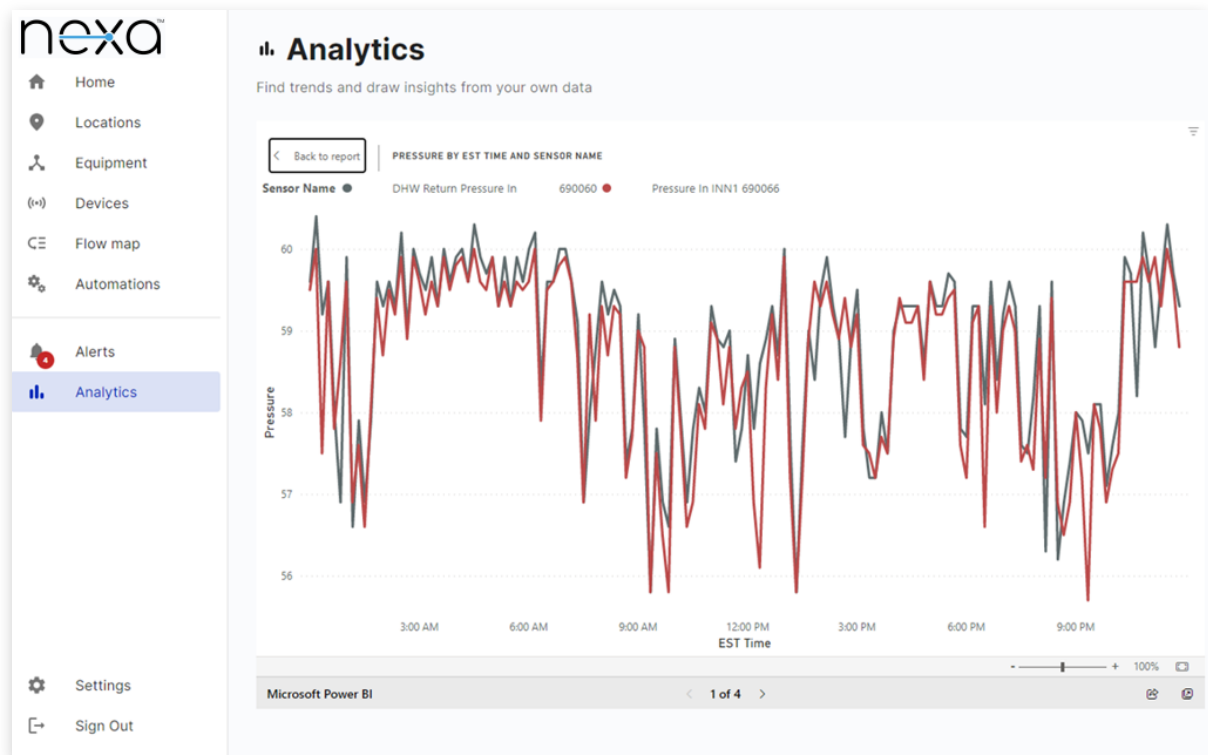 nexa™
Home
Locations
Equipment
Devices
Flow map
Automations
Alerts
4
Analytics
Settings
Sign Out
Analytics
Find trends and draw insights from your own data
Back to report
PRESSURE BY EST TIME AND SENSOR NAME
Sensor Name DHW Return Pressure In 690060 Pressure In INN1 690066
Pressure
60
59
58
57
56
3:00 AM 6:00 AM 9:00 AM 12:00 PM 3:00 PM 6:00 PM 9:00 PM
EST Time
- + 100%
Microsoft Power BI < 1 of 4 >